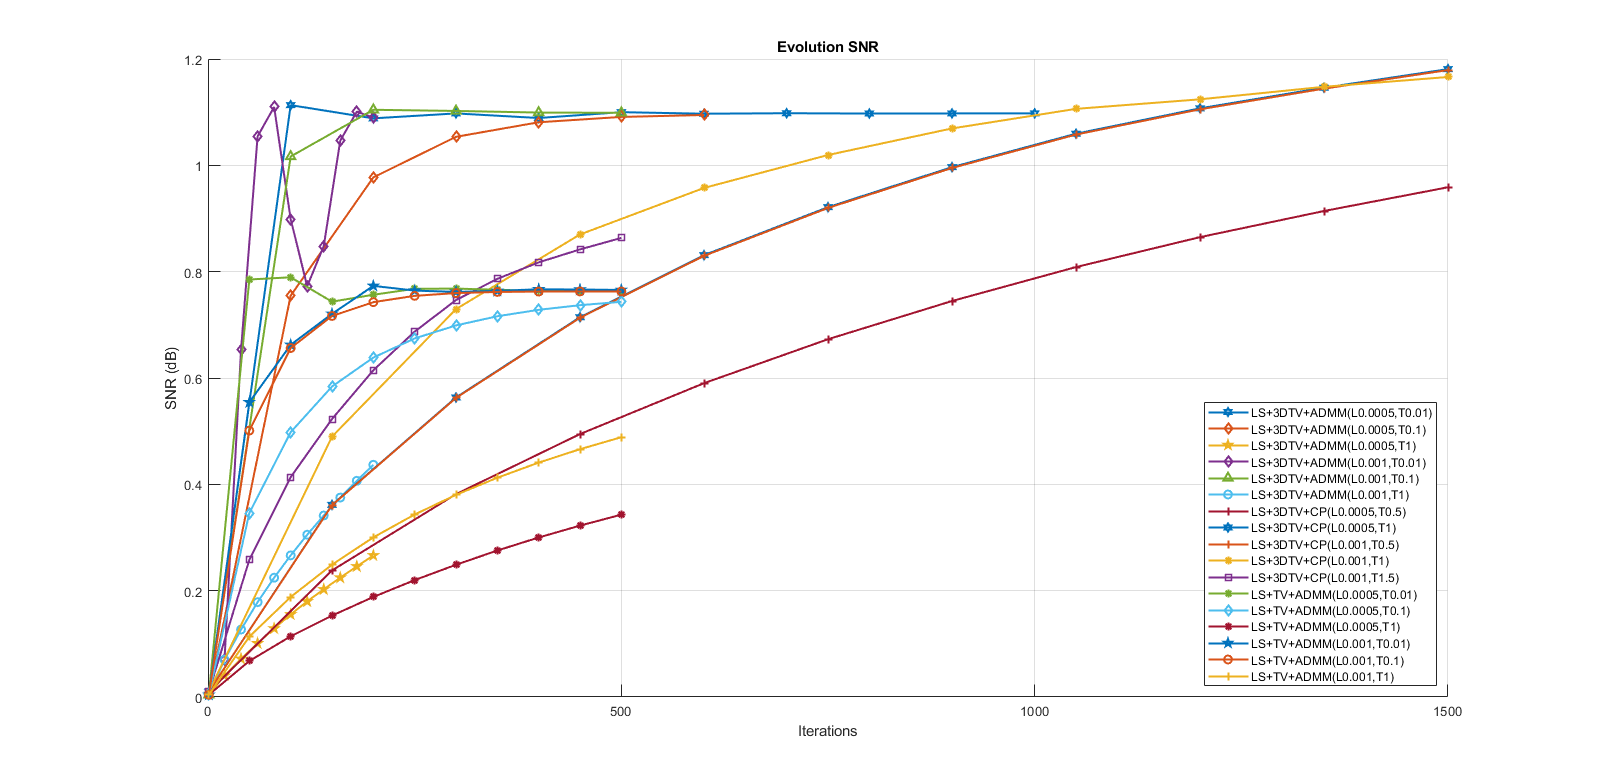 Evolution SNR
1.2
1
0.8
0.6
0.4
0.2
0
SNR (dB)
0
500
1000
1500
Iterations
LS+3DTV+ADMM(L0.0005,T0.01)
LS+3DTV+ADMM(L0.0005,T0.1)
LS+3DTV+ADMM(L0.0005,T1)
LS+3DTV+ADMM(L0.001,T0.01)
LS+3DTV+ADMM(L0.001,T0.1)
LS+3DTV+ADMM(L0.001,T1)
LS+3DTV+CP(L0.0005,T0.5)
LS+3DTV+CP(L0.0005,T1)
LS+3DTV+CP(L0.001,T0.5)
LS+3DTV+CP(L0.001,T1)
LS+3DTV+CP(L0.001,T1.5)
LS+TV+ADMM(L0.0005,T0.01)
LS+TV+ADMM(L0.0005,T0.1)
LS+TV+ADMM(L0.0005,T1)
LS+TV+ADMM(L0.001,T0.01)
LS+TV+ADMM(L0.001,T0.1)
LS+TV+ADMM(L0.001,T1)